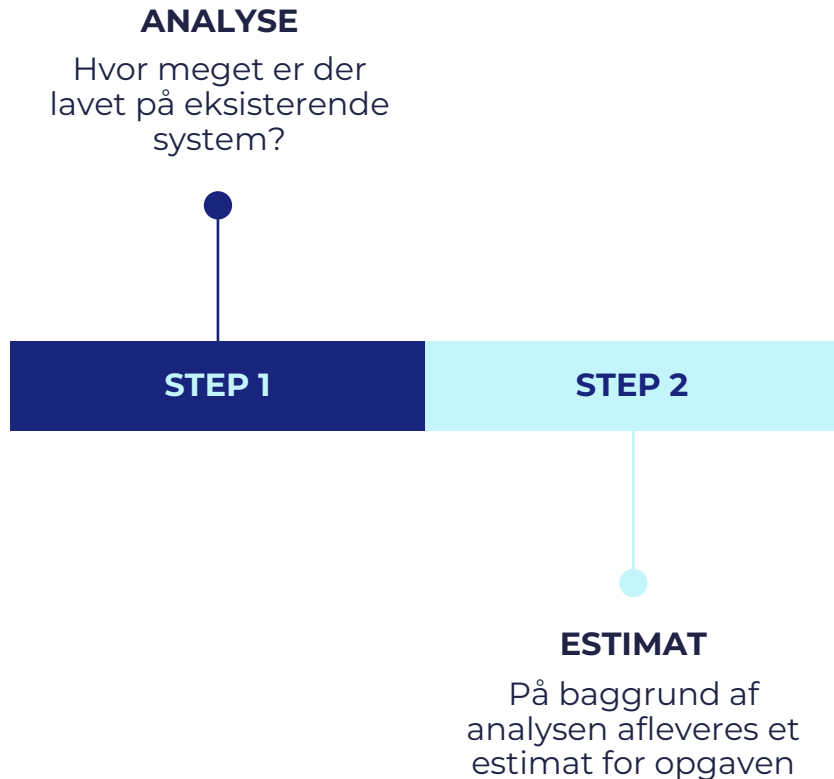 ANALYSE
Hvor meget er der
lavet på eksisterende
system?
STEP 1
STEP 2
ESTIMAT
På baggrund af
analysen afleveres et
estimat for opgaven